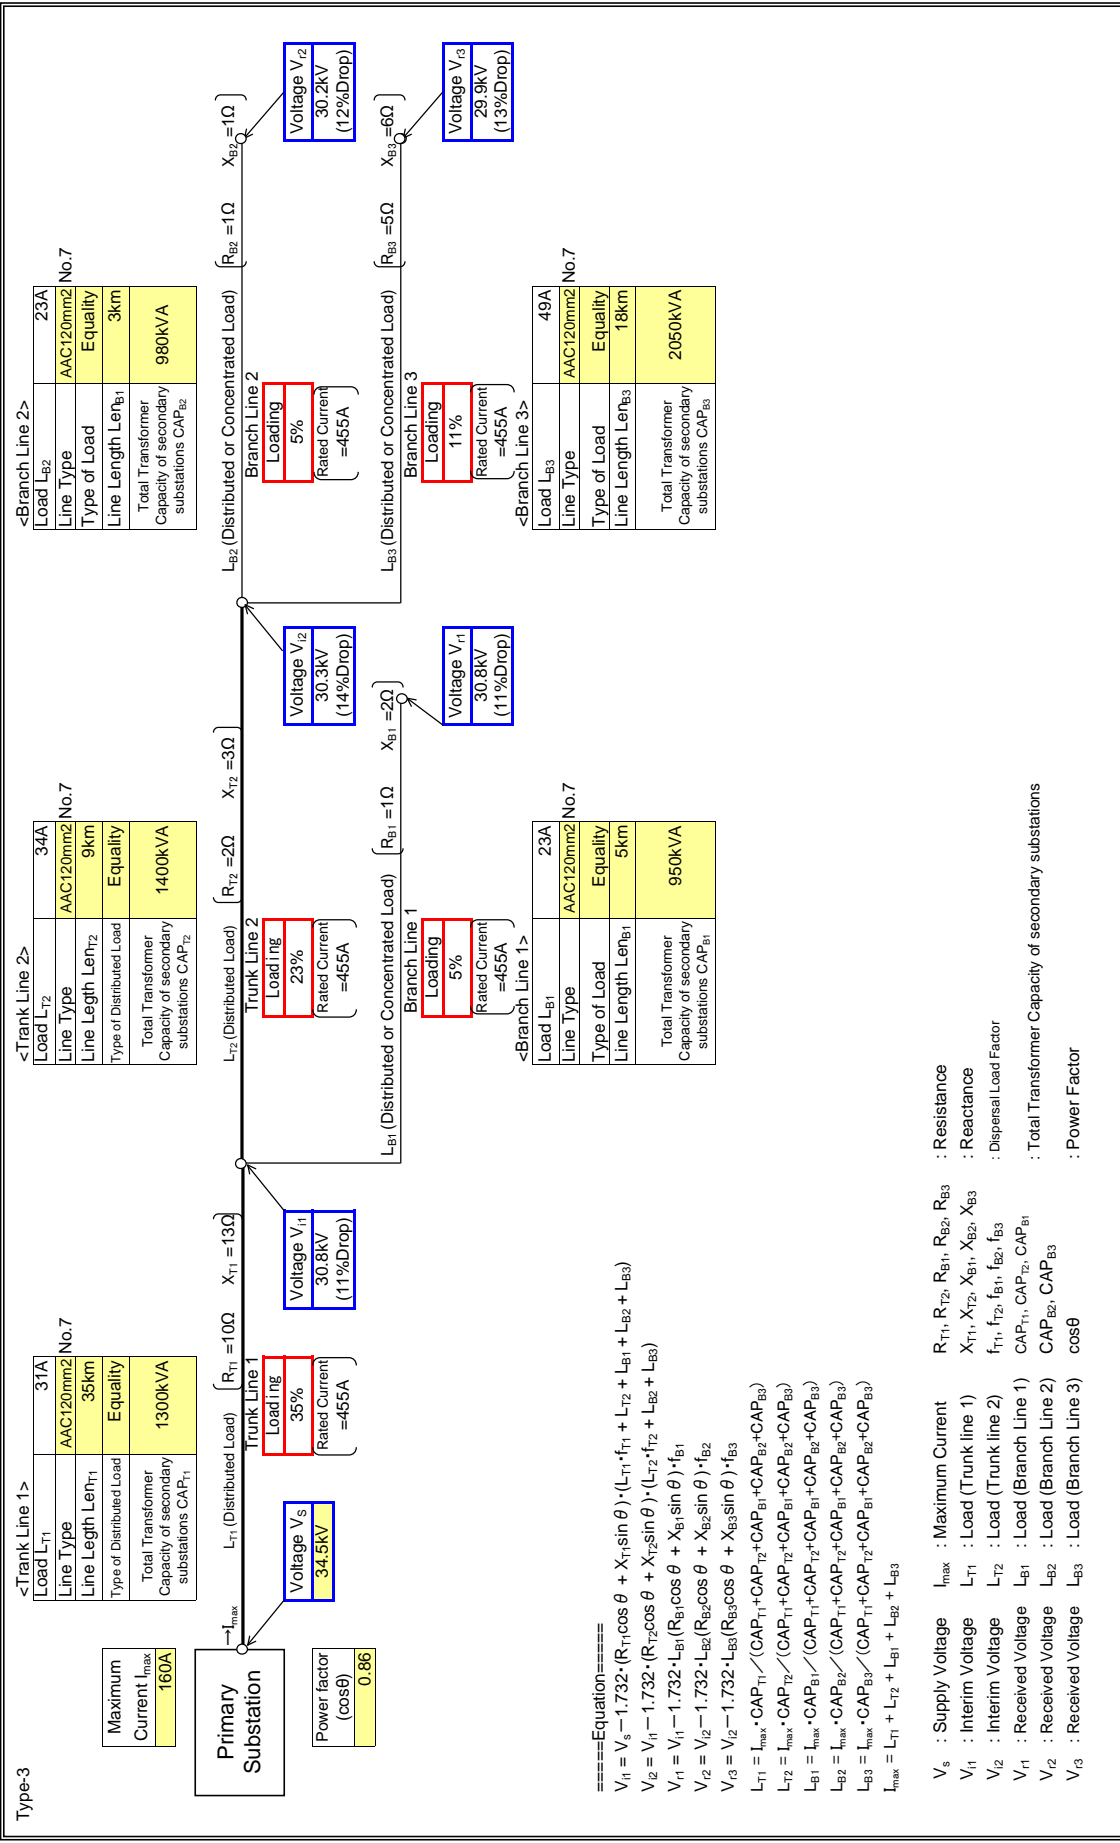 Type-3
Maximum
Current Imax
160A
Primary
Substation
Power factor
(cosθ)
0.86
→Imax
Voltage VS
34.5kV
<Trank Line 1>
Load LT1 31A
Line Type AAC120mm2 No.7
Line Legth LenT1 35km
Type of Distributed Load Equality
Total Transformer
Capacity of secondary
substations CAPT1
1300kVA
LT1 (Distributed Load)
RT1 =10Ω XT1 =13Ω
Trunk Line 1
Loading
35%
Rated Current
=455A
Voltage Vi1
30.8kV
(11%Drop)
<Trank Line 2>
Load LT2 34A
Line Type AAC120mm2 No.7
Line Legth LenT2 9km
Type of Distributed Load Equality
Total Transformer
Capacity of secondary
substations CAPT2
1400kVA
LT2 (Distributed Load)
RT2 =2Ω XT2 =3Ω
Trunk Line 2
Loading
23%
Rated Current
=455A
Voltage Vi2
30.3kV
(14%Drop)
LB1 (Distributed or Concentrated Load)
RB1 =1Ω XB1 =2Ω
Branch Line 1
Loading
5%
Rated Current
=455A
Voltage Vr1
30.8kV
(11%Drop)
<Branch Line 1>
Load LB1 23A
Line Type AAC120mm2 No.7
Type of Load Equality
Line Length LenB1 5km
Total Transformer
Capacity of secondary
substations CAPB1
950kVA
<Branch Line 2>
Load LB2 23A
Line Type AAC120mm2 No.7
Type of Load Equality
Line Length LenB1 3km
Total Transformer
Capacity of secondary
substations CAPB2
980kVA
LB2 (Distributed or Concentrated Load)
RB2 =1Ω XB2 =1Ω
Branch Line 2
Loading
5%
Rated Current
=455A
Voltage Vr2
30.2kV
(12%Drop)
LB3 (Distributed or Concentrated Load)
RB3 =5Ω XB3 =6Ω
Branch Line 3
Loading
11%
Rated Current
=455A
Voltage Vr3
29.9kV
(13%Drop)
<Branch Line 3>
Load LB3 49A
Line Type AAC120mm2 No.7
Type of Load Equality
Line Length LenB3 18km
Total Transformer
Capacity of secondary
substations CAPB3
2050kVA
=====Equation=====
Vi1 = Vs−1.732・(RT1cos θ + XT1sin θ)・(LT1・fT1 + LT2 + LB1 + LB2 + LB3)
Vi2 = Vi1−1.732・(RT2cos θ + XT2sin θ)・(LT2・fT2 + LB2 + LB3)
Vr1 = Vi1−1.732・LB1(RB1cos θ + XB1sin θ)・fB1
Vr2 = Vi2−1.732・LB2(RB2cos θ + XB2sin θ)・fB2
Vr3 = Vi2−1.732・LB3(RB3cos θ + XB3sin θ)・fB3
LT1 = Imax・CAPT1／(CAPT1+CAPT2+CAPB1+CAPB2+CAPB3)
LT2 = Imax・CAPT2／(CAPT1+CAPT2+CAPB1+CAPB2+CAPB3)
LB1 = Imax・CAPB1／(CAPT1+CAPT2+CAPB1+CAPB2+CAPB3)
LB2 = Imax・CAPB2／(CAPT1+CAPT2+CAPB1+CAPB2+CAPB3)
LB3 = Imax・CAPB3／(CAPT1+CAPT2+CAPB1+CAPB2+CAPB3)
Imax = LT1 + LT2 + LB1 + LB2 + LB3
Vs : Supply Voltage Imax : Maximum Current RT1, RT2, RB1, RB2, RB3 : Resistance
Vi1 : Interim Voltage LT1 : Load (Trunk line 1) XT1, XT2, XB1, XB2, XB3 : Reactance
Vi2 : Interim Voltage LT2 : Load (Trunk line 2) fT1, fT2, fB1, fB2, fB3 : Dispersal Load Factor
Vr1 : Received Voltage LB1 : Load (Branch Line 1) CAPT1, CAPT2, CAPB1
Vr2 : Received Voltage LB2 : Load (Branch Line 2) CAPB2, CAPB3 : Total Transformer Capacity of secondary substations
Vr3 : Received Voltage LB3 : Load (Branch Line 3) cosθ : Power Factor